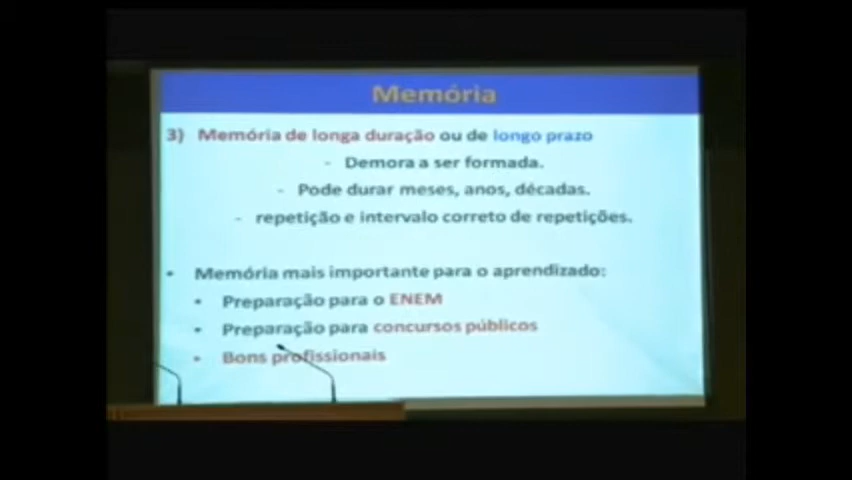 Memória
3) Memória de longa duração ou de longo prazo
- Demora a ser formada.
- Pode durar meses, anos, décadas.
- repetição e intervalo correto de repetições.
• Memória mais importante para o aprendizado:
• Preparação para o ENEM
• Preparação para concursos públicos
• Bons profissionais